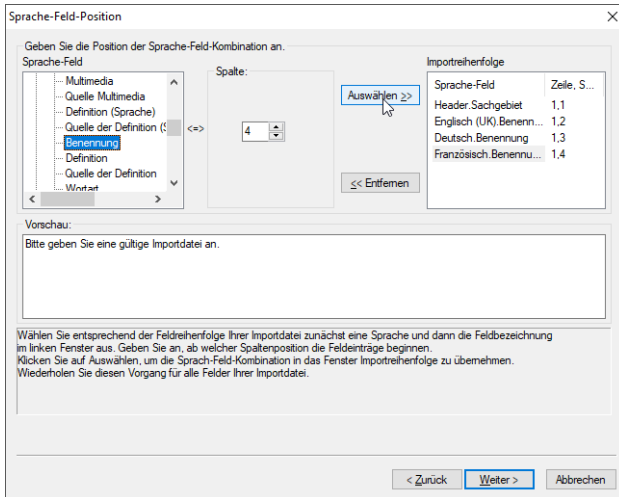 Sprache-Feld-Position
Geben Sie die Position der Sprache-Feld-Kombination an.
Sprache-Feld
Multimedia
Quelle Multimedia
Definition (Sprache)
Quelle der Definition (S
Benennung
Definition
Quelle der Definition
Wortart
<=>
Spalte:
4
Auswählen >>
<< Entfernen
Importreihenfolge
Sprache-Feld Zeile, S...
Header.Sachgebiet 1,1
Englisch (UK).Benenn... 1,2
Deutsch.Benennung 1,3
Französisch.Benennu... 1,4
Vorschau:
Bitte geben Sie eine gültige Importdatei an.
Wählen Sie entsprechend der Feldreihenfolge Ihrer Importdatei zunächst eine Sprache und dann die Feldbezeichnung
im linken Fenster aus. Geben Sie an, ab welcher Spaltenposition die Feldeinträge beginnen.
Klicken Sie auf Auswählen, um die Sprach-Feld-Kombination in das Fenster Importreihenfolge zu übernehmen.
Wiederholen Sie diesen Vorgang für alle Felder Ihrer Importdatei.
< Zurück
Weiter >
Abbrechen